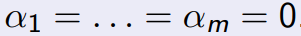 α₁ = … = αₘ = 0.